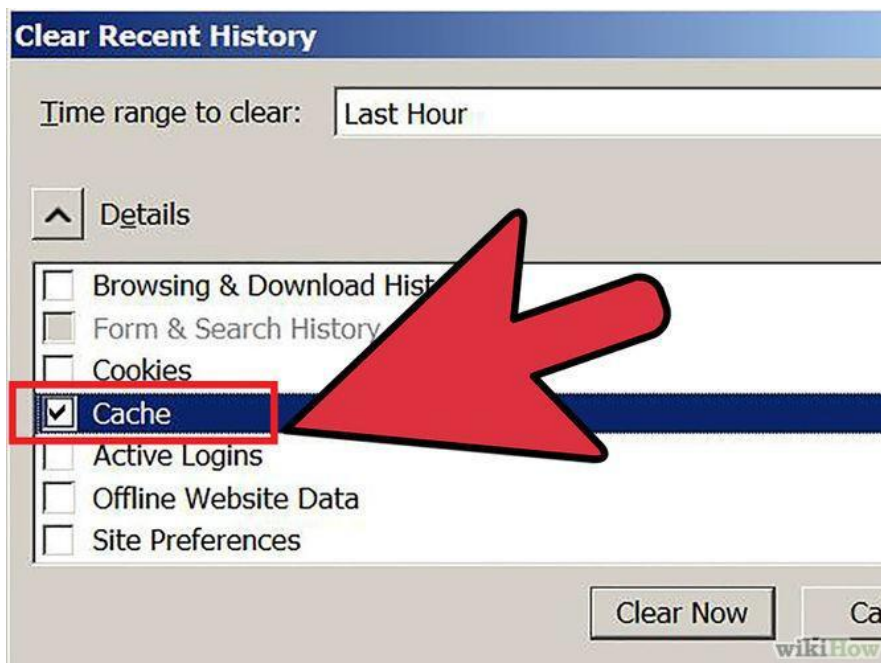 Clear Recent History
Time range to clear: Last Hour
Details
Browsing & Download Hist
Form & Search History
Cookies
Cache
Active Logins
Offline Website Data
Site Preferences
Clear Now Ca
wikiHow